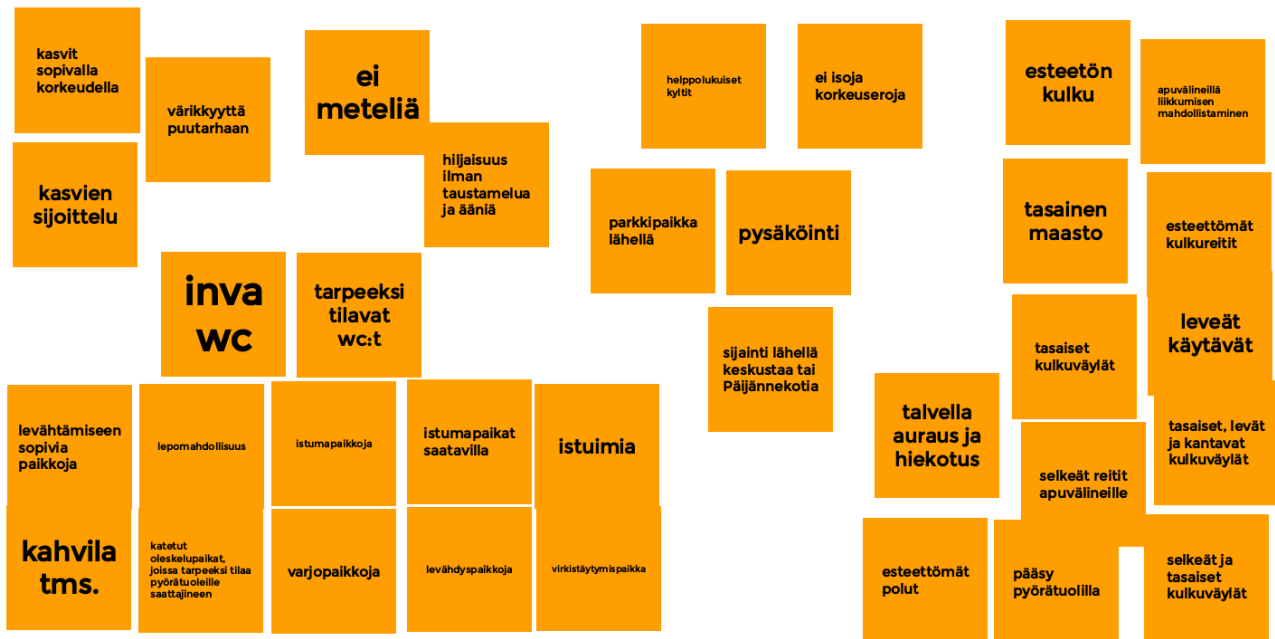 kasvit
sopivalla
korkeudella
värikkyyttä
puutarhaan
kasvien
sijoittelu
ei
meteliä
hiljaisuus
ilman
taustamelua
ja ääniä
inva
wc
tarpeeksi
tilavat
wc:t
helppolukuiset
kyltit
ei isoja
korkeuseroja
parkkipaikka
lähellä
pysäköinti
sijainti lähellä
keskustaa tai
Päijännekotia
esteetön
kulku
apuvälineillä
liikkumisen
mahdollistaminen
tasainen
maasto
esteettömät
kulkureitit
tasaiset
kulkuväylät
leveät
käytävät
talvella
auraus ja
hiekotus
selkeät reitit
apuvälineille
tasaiset, levät
ja kantavat
kulkuväylät
esteettömät
polut
pääsy
pyörätuolilla
selkeät ja
tasaiset
kulkuväylät
levähtämiseen
sopivia
paikkoja
lepomahdollisuus
istumapaikkoja
istumapaikat
saatavilla
istuimia
kahvila
tms.
katetut
oleskelupaikat,
joissa tarpeeksi tilaa
pyörätuoleille
saattajineen
varjopaikkoja
levähdyspaikkoja
virkistäytymispaikka